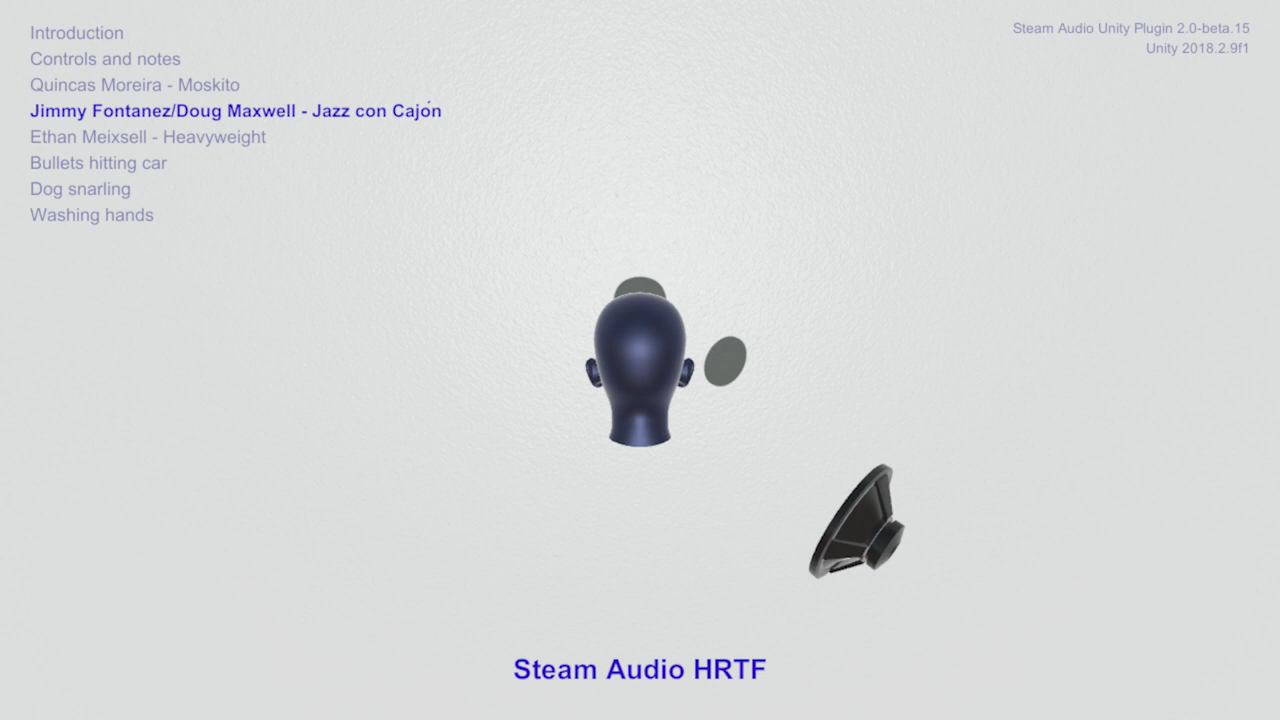 Introduction
Controls and notes
Quincas Moreira - Moskito
Jimmy Fontanez/Doug Maxwell - Jazz con Cajón
Ethan Meixsell - Heavyweight
Bullets hitting car
Dog snarling
Washing hands
Steam Audio Unity Plugin 2.0-beta.15
Unity 2018.2.9f1
Steam Audio HRTF